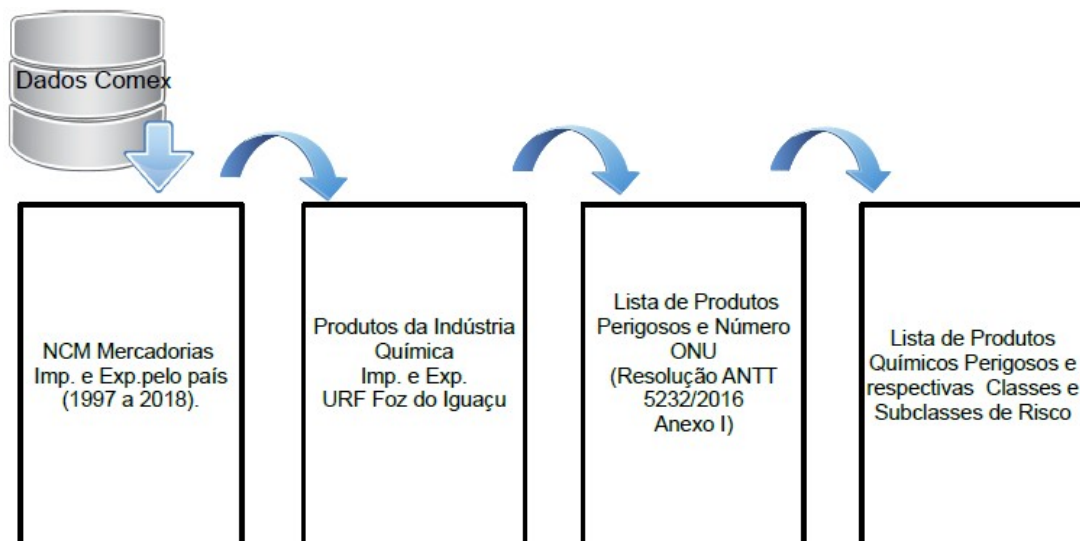 Dados Comex
NCM Mercadorias
Imp. e Exp.pelo país
(1997 a 2018).
Produtos da Indústria
Química
Imp. e Exp.
URF Foz do Iguaçu
Lista de Produtos
Perigosos e Número
ONU
(Resolução ANTT
5232/2016
Anexo I)
Lista de Produtos
Químicos Perigosos e
respectivas Classes e
Subclasses de Risco